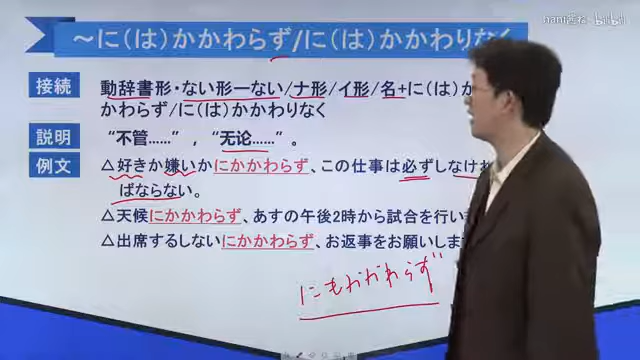 ～に（は）かかわらず/に（は）かかわりなく
hanf bilibili
接続
動辞書形・ない形ーない/ナ形/イ形/名+に(は)か
かわらず/に(は)かかわりなく
説明
“不管……”，“无论……”。
例文
△好きか嫌いかにかかわらず、この仕事は必ずしなけれ
ばならない。
△天候にかかわらず、あすの午後2時から試合を行い
△出席するしないにかかわらず、お返事をお願いしま
にもかかわらず